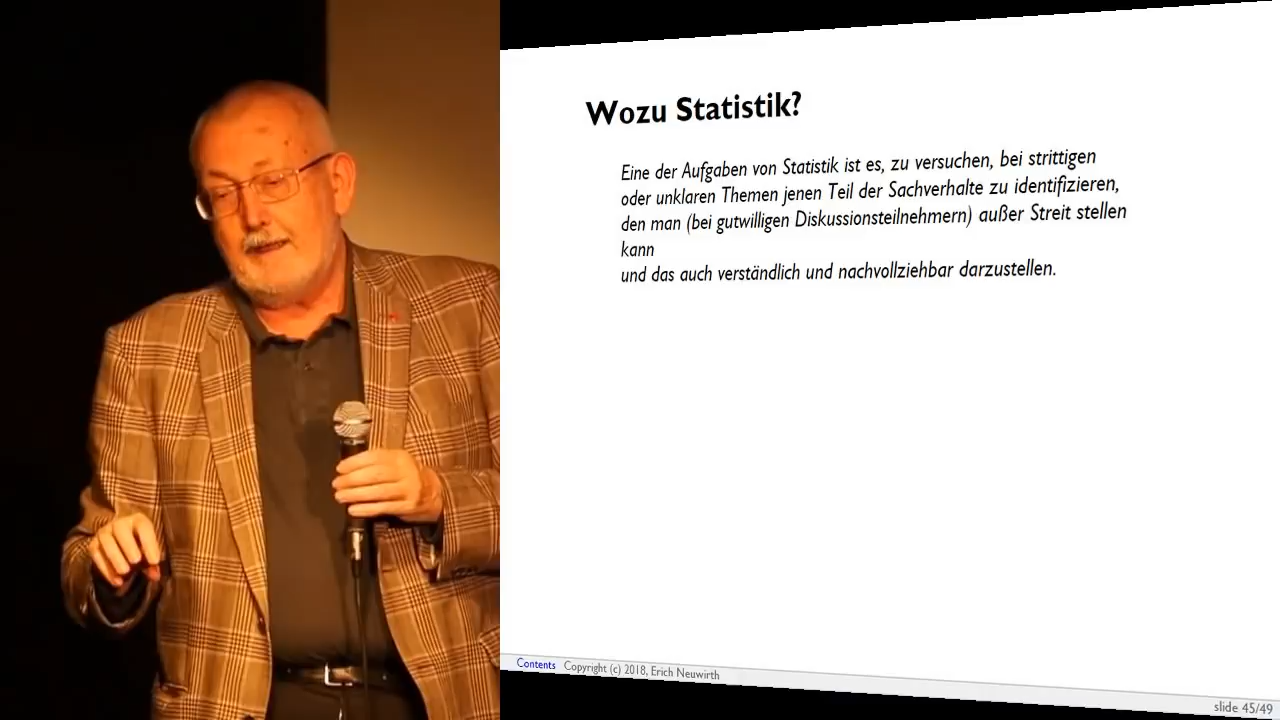 Wozu Statistik?
Eine der Aufgaben von Statistik ist es, zu versuchen, bei strittigen
oder unklaren Themen jenen Teil der Sachverhalte zu identifizieren,
den man (bei gutwilligen Diskussionsteilnehmern) außer Streit stellen
kann
und das auch verständlich und nachvollziehbar darzustellen.
Contents Copyright (c) 2018, Erich Neuwirth
slide 45/49